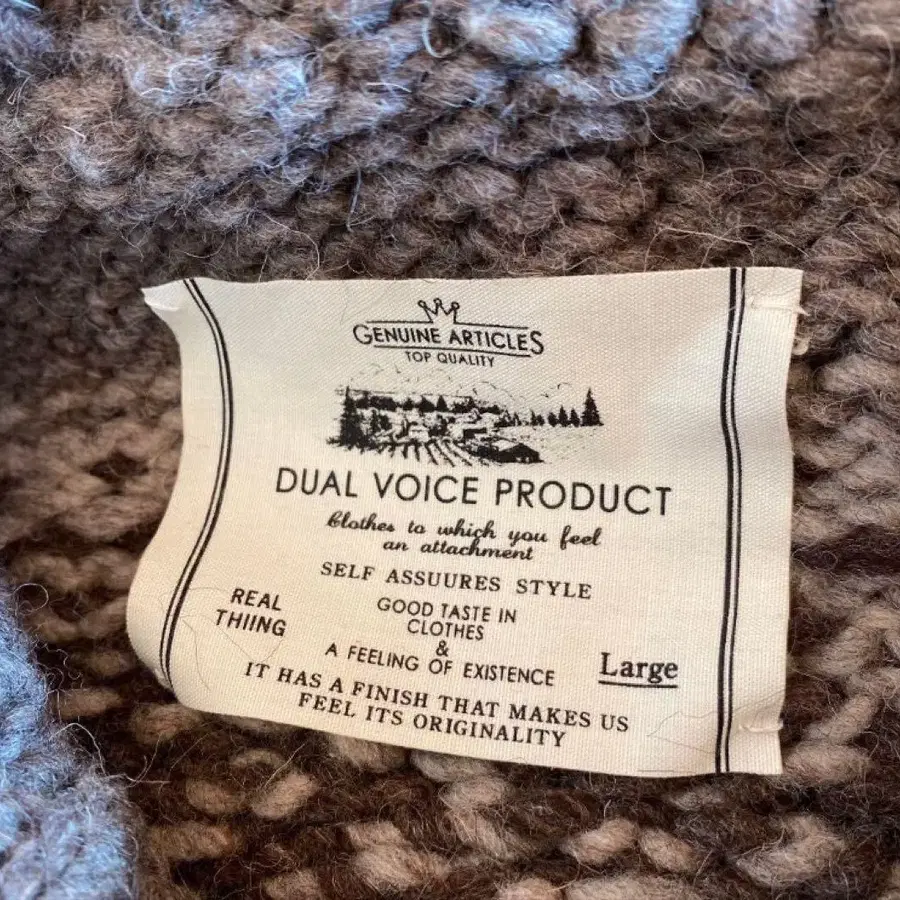 GENUINE ARTICLES
TOP QUALITY
DUAL VOICE PRODUCT
Clothes to which you feel
an attachment
SELF ASSUURES STYLE
REAL
THIING
GOOD TASTE IN
CLOTHES
&
A FEELING OF EXISTENCE
Large
IT HAS A FINISH THAT MAKES US
FEEL ITS ORIGINALITY